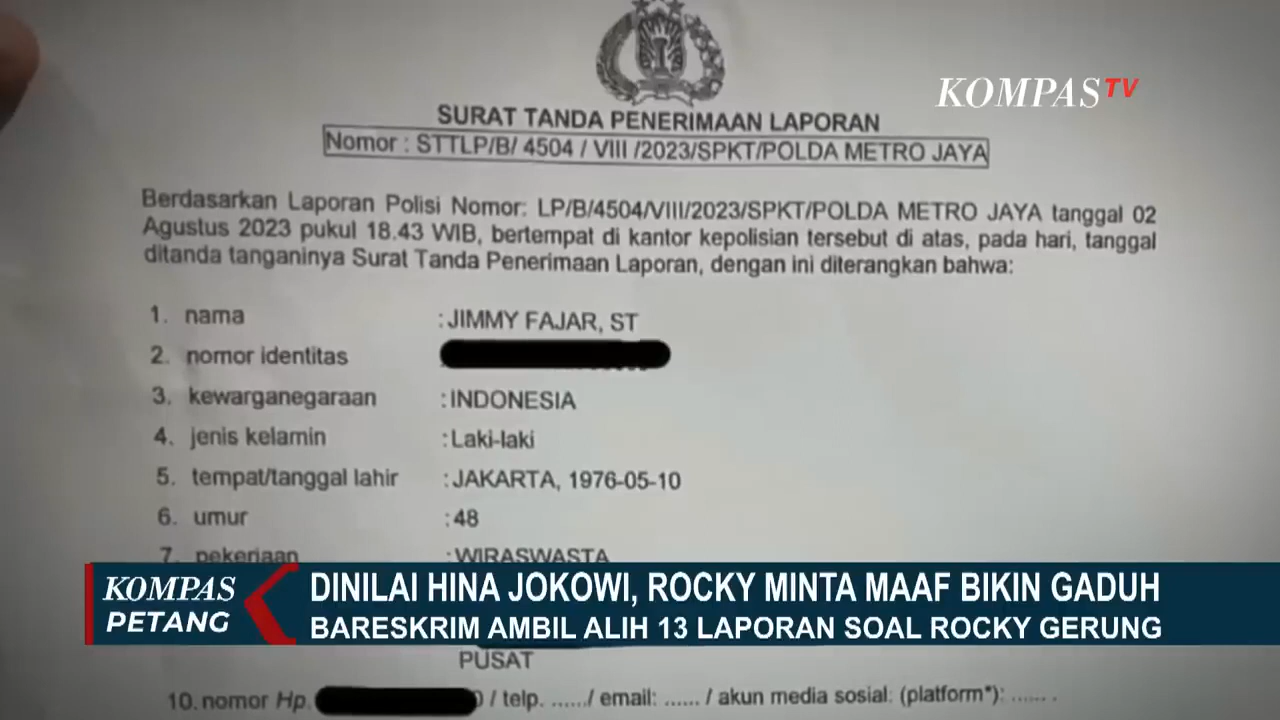 KOMPAS TV
SURAT TANDA PENERIMAAN LAPORAN
Nomor : STTLP/B/ 4504 / VIII /2023/SPKT/POLDA METRO JAYA
Berdasarkan Laporan Polisi Nomor: LP/B/4504/VIII/2023/SPKT/POLDA METRO JAYA tanggal 02
Agustus 2023 pukul 18.43 WIB, bertempat di kantor kepolisian tersebut di atas, pada hari, tanggal
ditanda tanganinya Surat Tanda Penerimaan Laporan, dengan ini diterangkan bahwa:
1. nama : JIMMY FAJAR, ST
2. nomor identitas
3. kewarganegaraan : INDONESIA
4. jenis kelamin : Laki-laki
5. tempat/tanggal lahir : JAKARTA, 1976-05-10
6. umur : 48
7. pekerjaan : WIRASWASTA
KOMPAS PETANG
DINILAI HINA JOKOWI, ROCKY MINTA MAAF BIKIN GADUH
BARESKRIM AMBIL ALIH 13 LAPORAN SOAL ROCKY GERUNG
PUSAT
10. nomor Hp. / telp. ....../ email: ...... / akun media sosial: (platform*): ...... .